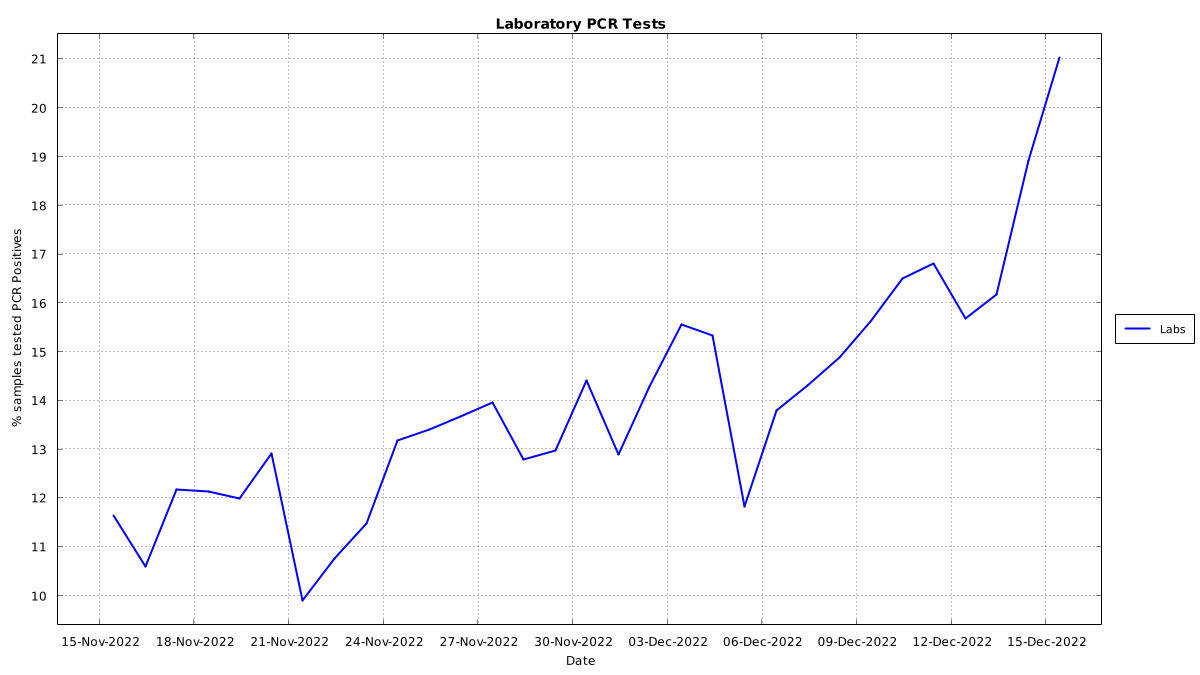 Laboratory PCR Tests
21
20
19
18
17
16
15
14
13
12
11
10
% samples tested PCR Positives
15-Nov-2022 18-Nov-2022 21-Nov-2022 24-Nov-2022 27-Nov-2022 30-Nov-2022 03-Dec-2022 06-Dec-2022 09-Dec-2022 12-Dec-2022 15-Dec-2022
Date
Labs